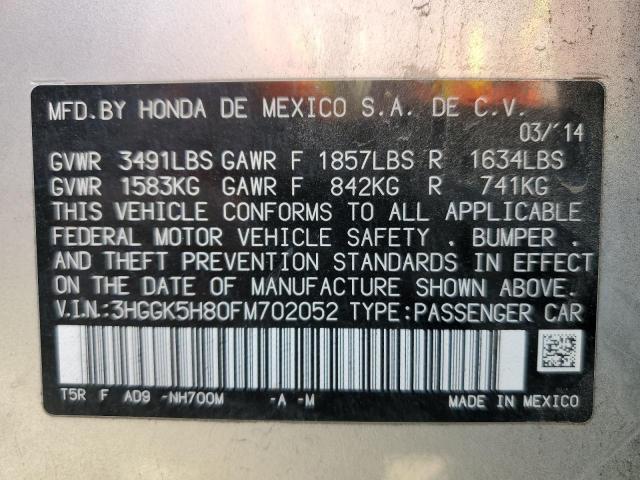 MFD.BY HONDA DE MEXICO S.A. DE C.V.
03/'14
GVWR 3491LBS GAWR F 1857LBS R 1634LBS
GVWR 1583KG GAWR F 842KG R 741KG
THIS VEHICLE CONFORMS TO ALL APPLICABLE
FEDERAL MOTOR VEHICLE SAFETY . BUMPER .
AND THEFT PREVENTION STANDARDS IN EFFECT
ON THE DATE OF MANUFACTURE SHOWN ABOVE.
V.I.N.:3HGGK5H80FM702052 TYPE:PASSENGER CAR
T5R F AD9 -NH700M -A -M MADE IN MEXICO